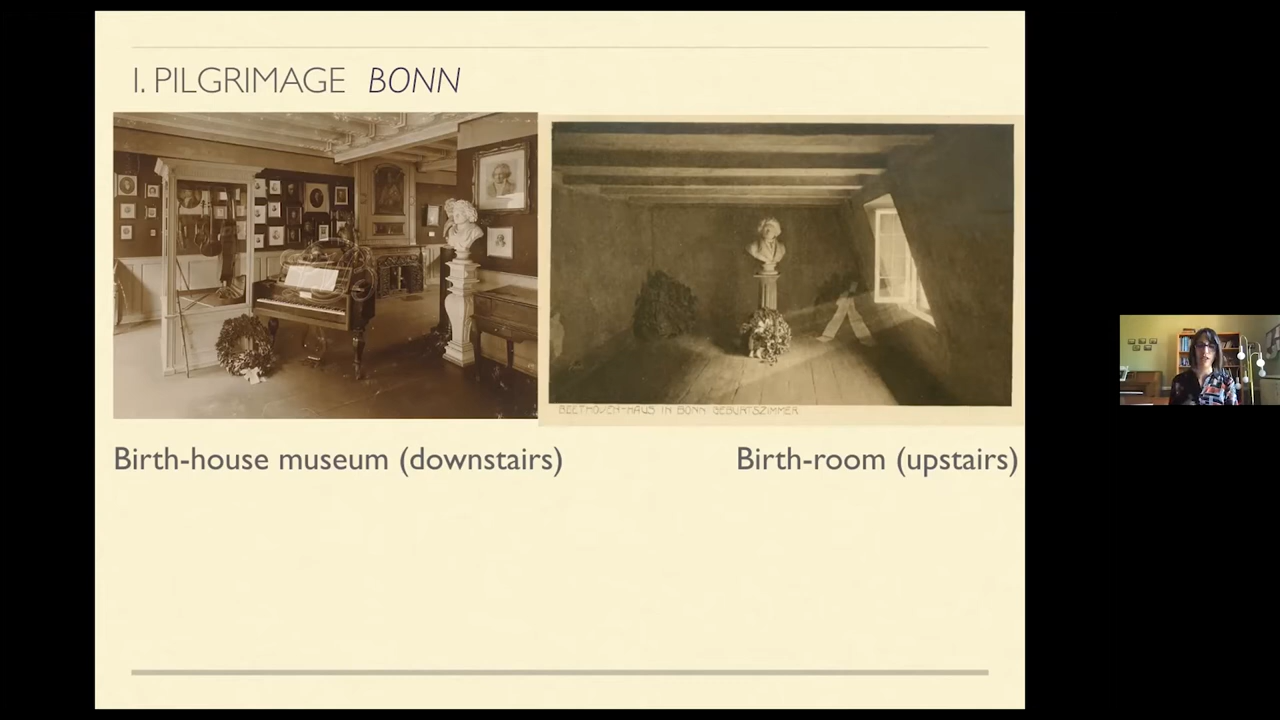 I. PILGRIMAGE BONN
BEETHOVEN-HAUS IN BONN: GEBURTSZIMMER
Birth-house museum (downstairs)
Birth-room (upstairs)